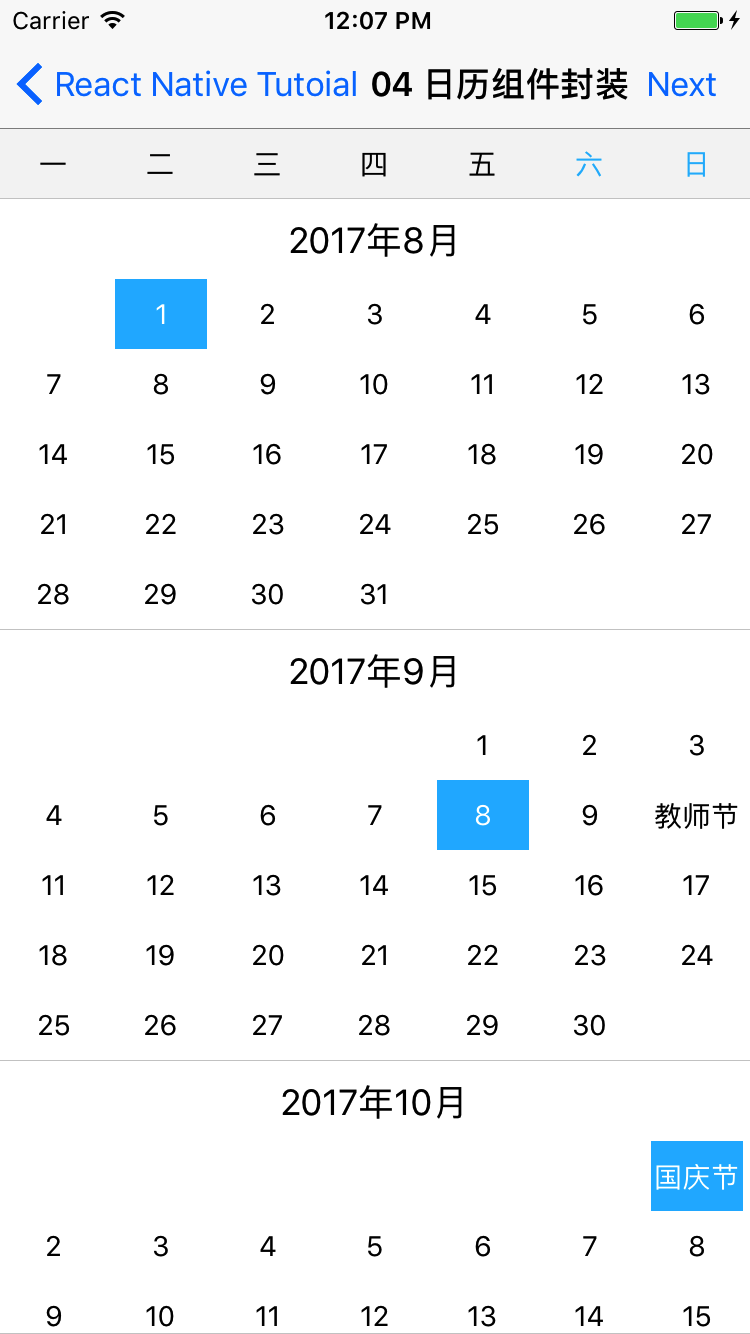 Carrier 12:07 PM
React Native Tutoial 04 日历组件封装 Next
一 二 三 四 五 六 日
2017年8月
1 2 3 4 5 6
7 8 9 10 11 12 13
14 15 16 17 18 19 20
21 22 23 24 25 26 27
28 29 30 31
2017年9月
1 2 3
4 5 6 7 8 9 教师节
11 12 13 14 15 16 17
18 19 20 21 22 23 24
25 26 27 28 29 30
2017年10月
国庆节
2 3 4 5 6 7 8
9 10 11 12 13 14 15